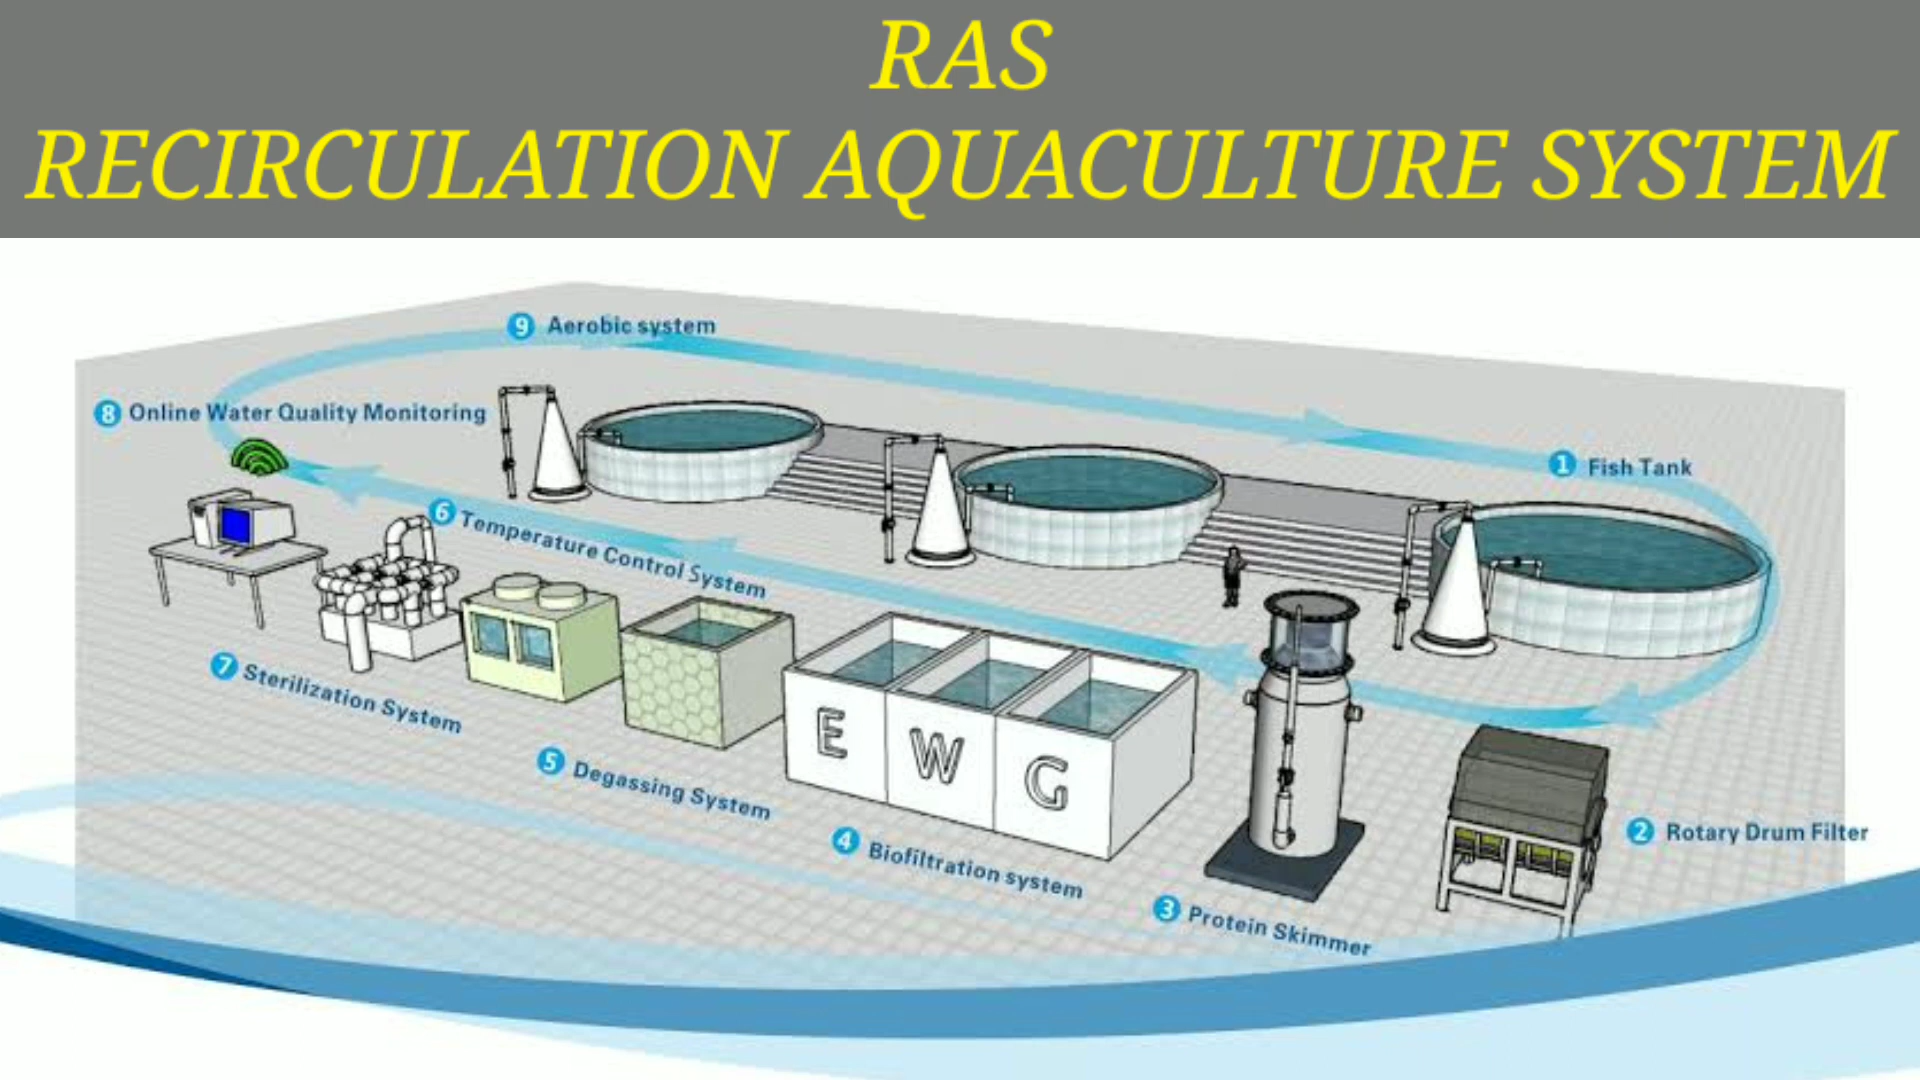 RAS
RECIRCULATION AQUACULTURE SYSTEM
9 Aerobic system
8 Online Water Quality Monitoring
1 Fish Tank
6 Temperature Control System
7 Sterilization System
5 Degassing System
E W G
4 Biofiltration system
2 Rotary Drum Filter
3 Protein Skimmer